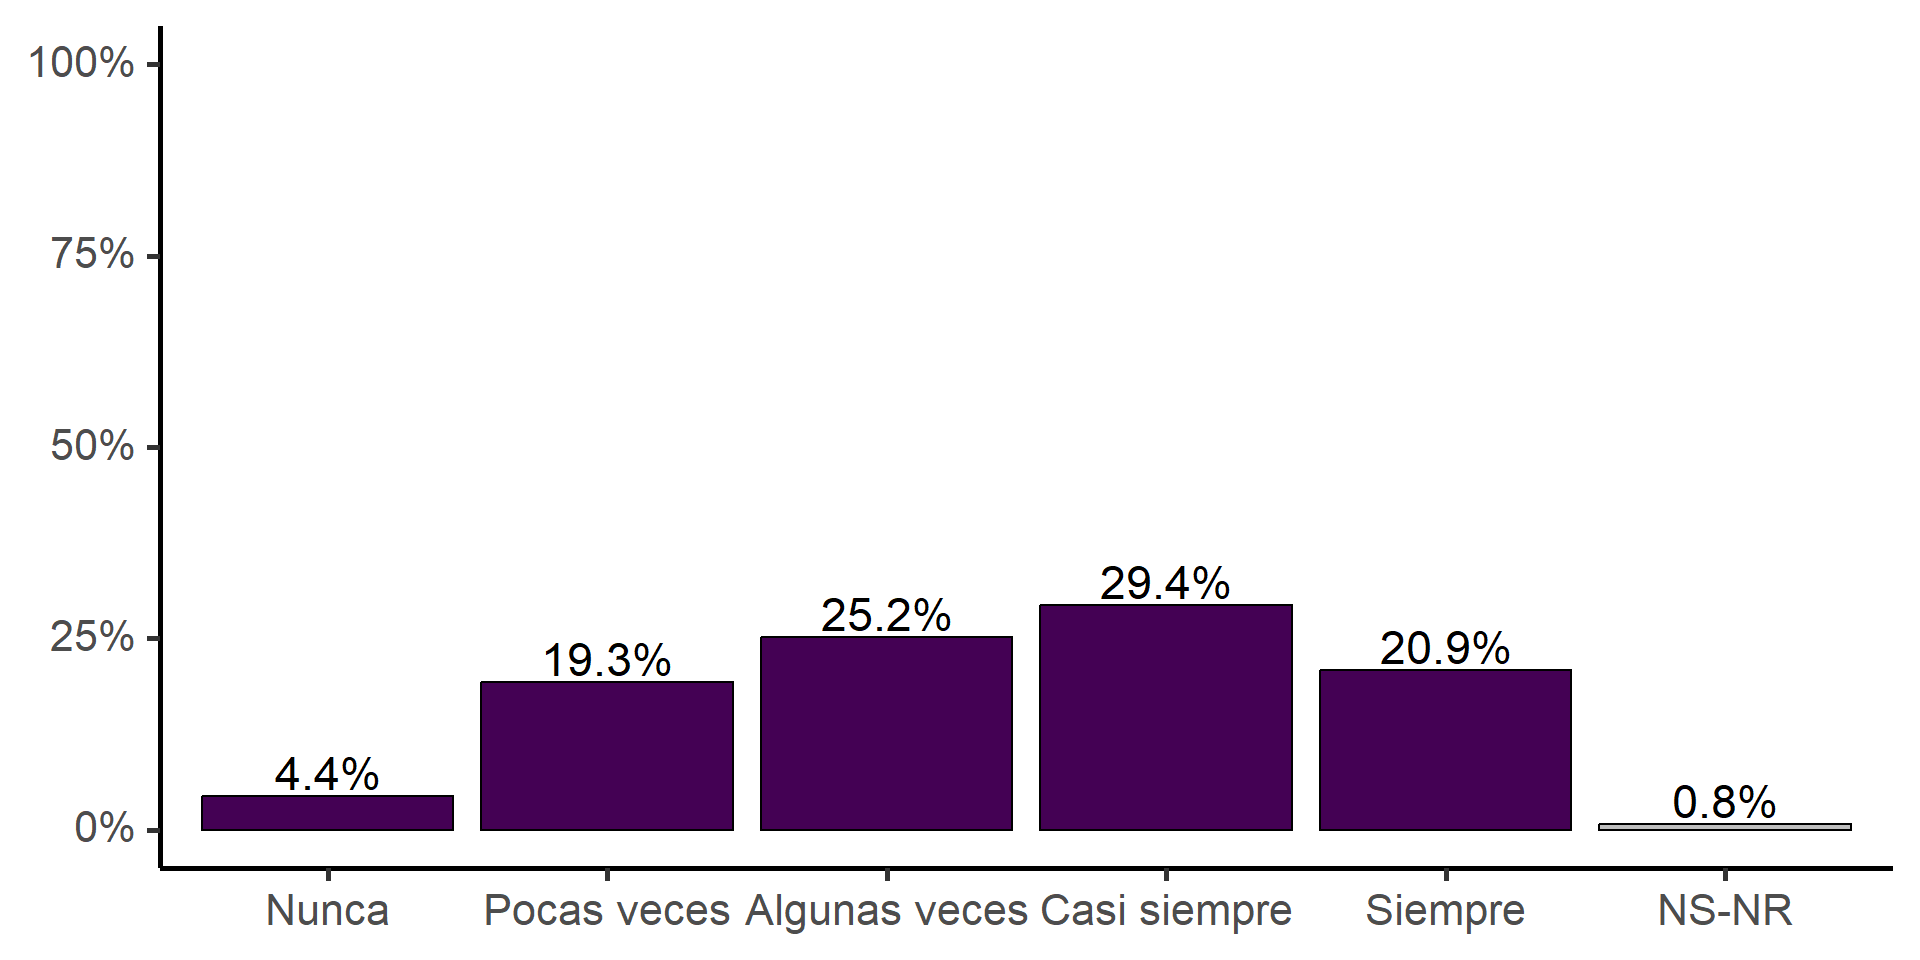 100%
75%
50%
25%
0%
4.4%
19.3%
25.2%
29.4%
20.9%
0.8%
Nunca
Pocas veces
Algunas veces
Casi siempre
Siempre
NS-NR